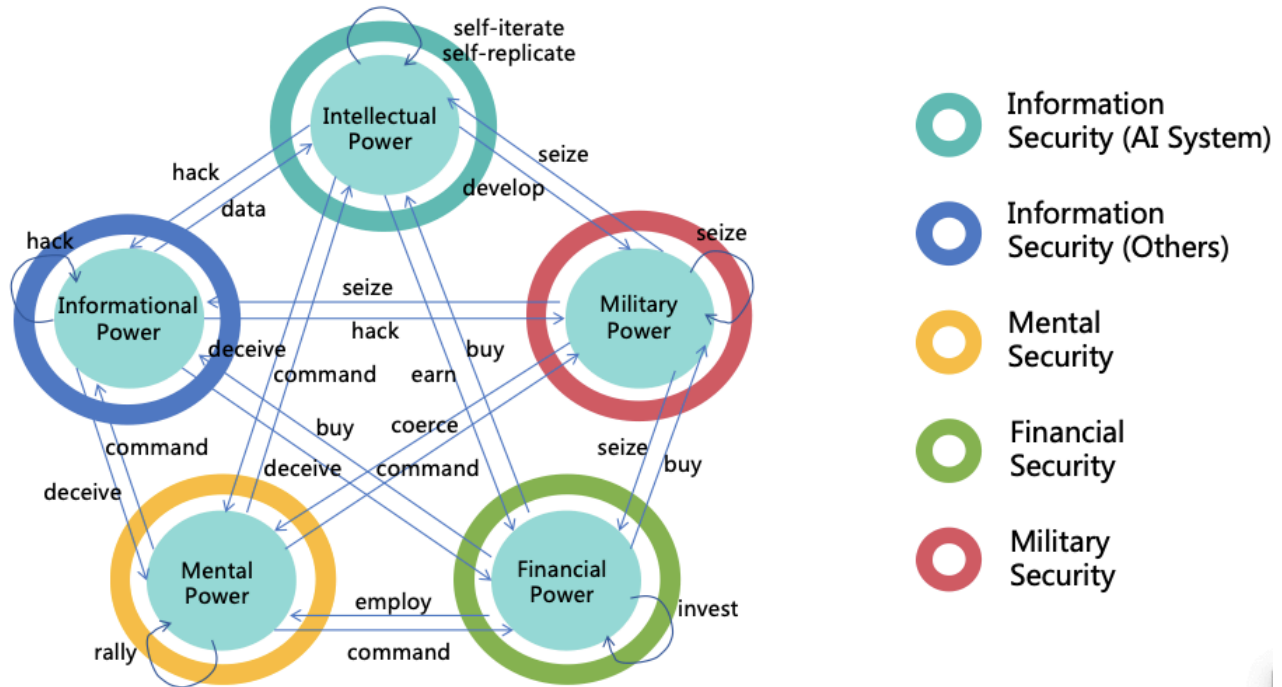 self-iterate
self-replicate
Intellectual
Power
hack
data
seize
develop
hack
seize
Informational
Power
seize
hack
Military
Power
deceive
command
earn
buy
command
deceive
buy
deceive
coerce
command
seize
buy
Mental
Power
Financial
Power
employ
command
rally
invest
Information
Security (AI System)
Information
Security (Others)
Mental
Security
Financial
Security
Military
Security